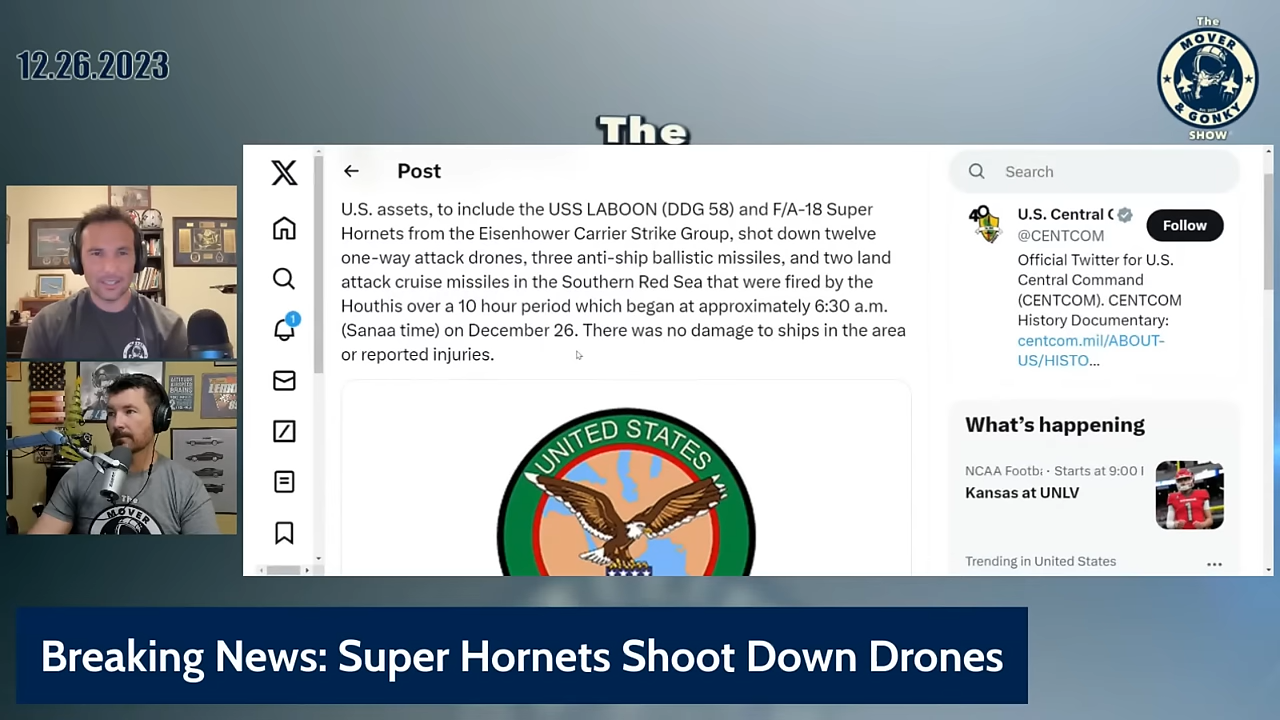 12.26.2023
The
MOVER
& GONKY
SHOW
The
Post
U.S. assets, to include the USS LABOON (DDG 58) and F/A-18 Super
Hornets from the Eisenhower Carrier Strike Group, shot down twelve
one-way attack drones, three anti-ship ballistic missiles, and two land
attack cruise missiles in the Southern Red Sea that were fired by the
Houthis over a 10 hour period which began at approximately 6:30 a.m.
(Sanaa time) on December 26. There was no damage to ships in the area
or reported injuries.
UNITED STATES
1
Search
U.S. Central C
@CENTCOM
Follow
Official Twitter for U.S.
Central Command
(CENTCOM). CENTCOM
History Documentary:
centcom.mil/ABOUT-
US/HISTO...
What's happening
NCAA Footba · Starts at 9:00 P
Kansas at UNLV
1
Trending in United States
The
MOVER
Breaking News: Super Hornets Shoot Down Drones